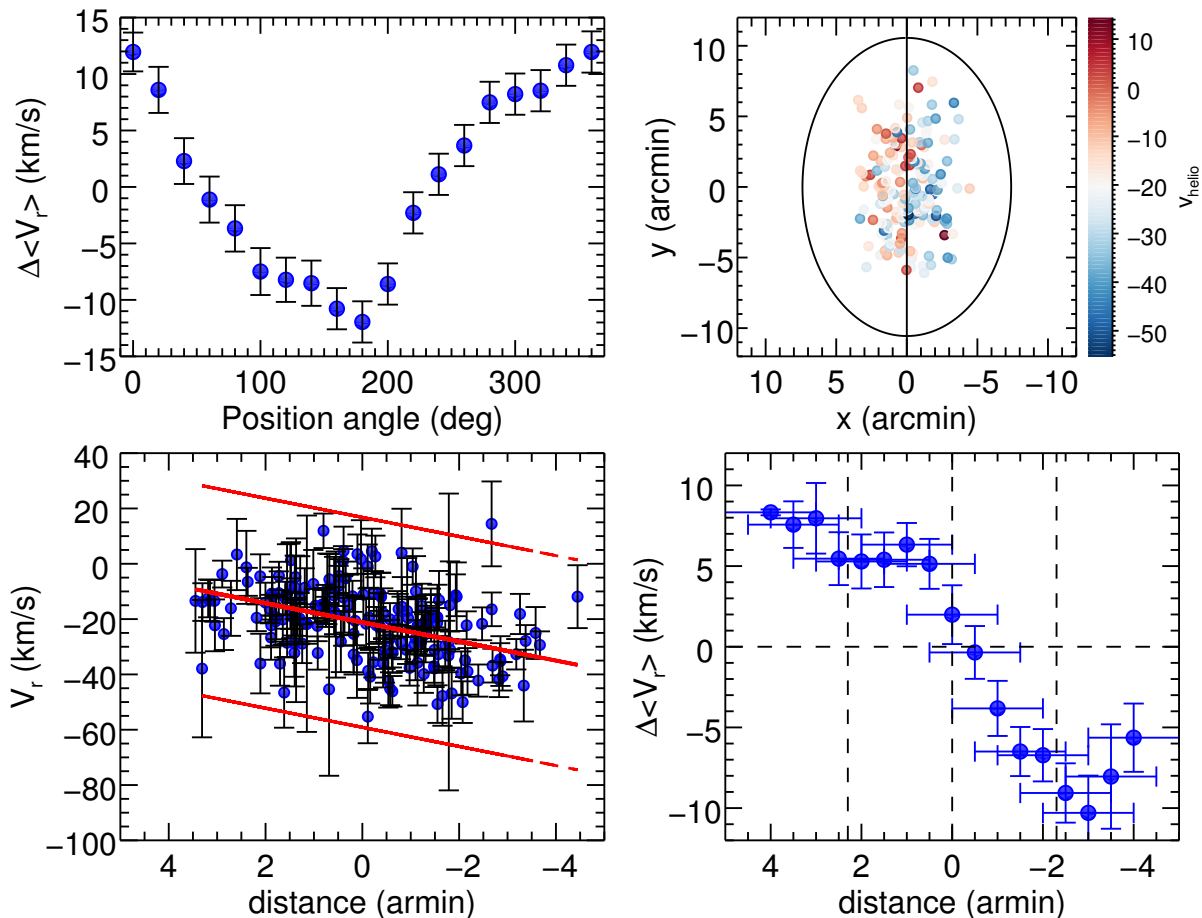 15
10
5
0
−5
−10
−15
0 100 200 300
Position angle (deg)
Δ<V_r> (km/s)
10
5
0
−5
−10
10 5 0 −5 −10
x (arcmin)
y (arcmin)
10
0
−10
−20
−30
−40
−50
v_helio
40
20
0
−20
−40
−60
−80
−100
4 2 0 −2 −4
distance (armin)
V_r (km/s)
10
5
0
−5
−10
4 2 0 −2 −4
distance (armin)
Δ<V_r> (km/s)